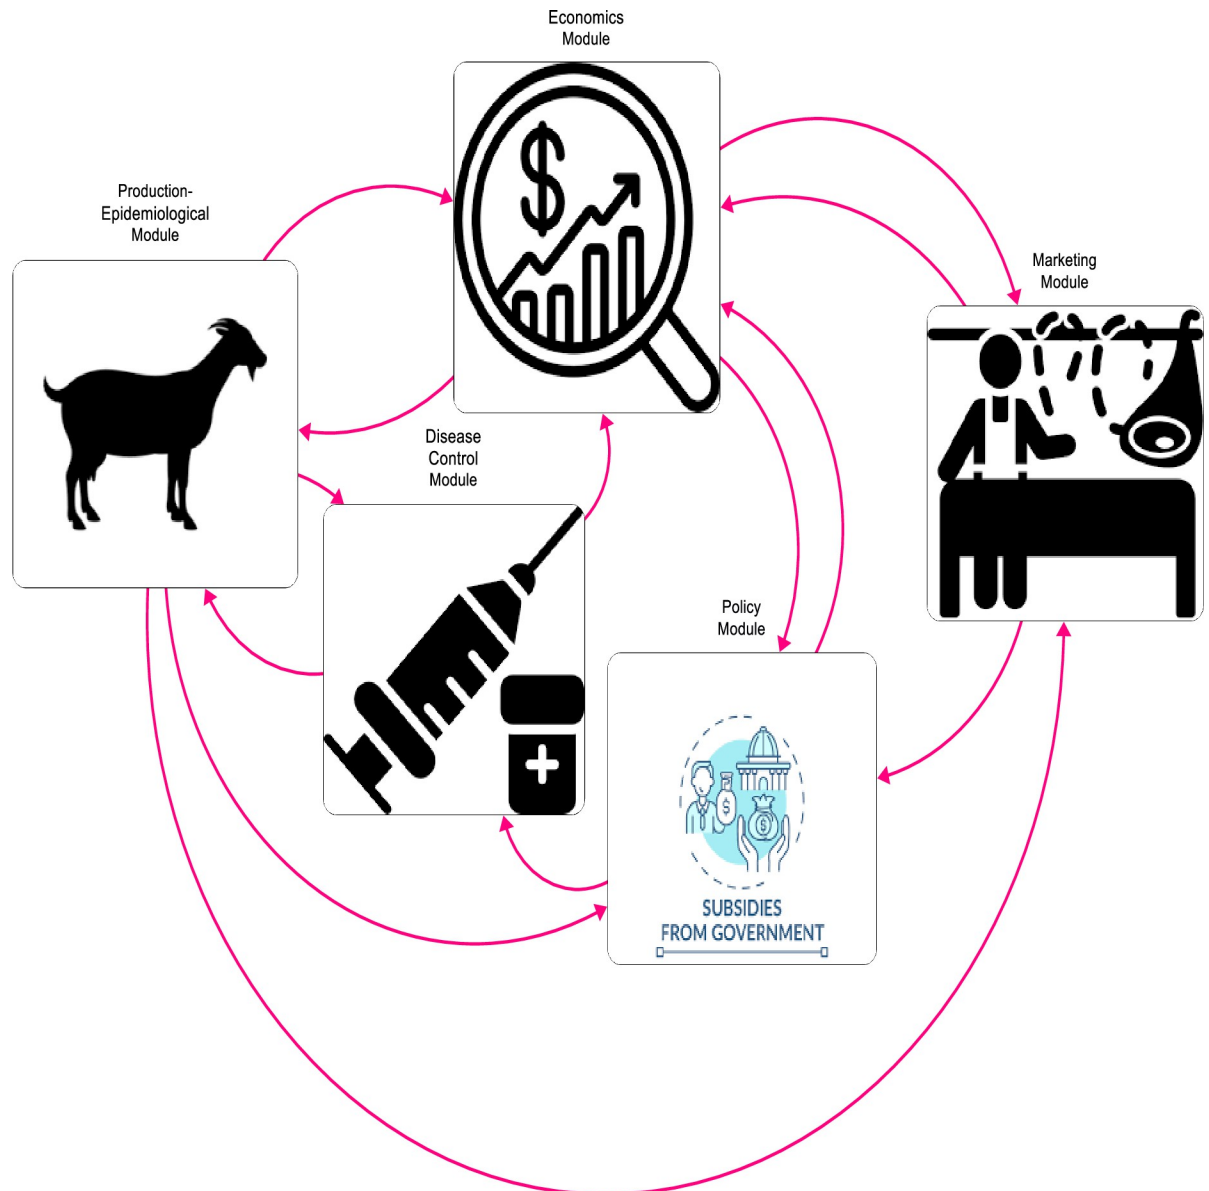 Economics
Module
Production-
Epidemiological
Module
Marketing
Module
Disease
Control
Module
Policy
Module
$
$
$
SUBSIDIES
FROM GOVERNMENT